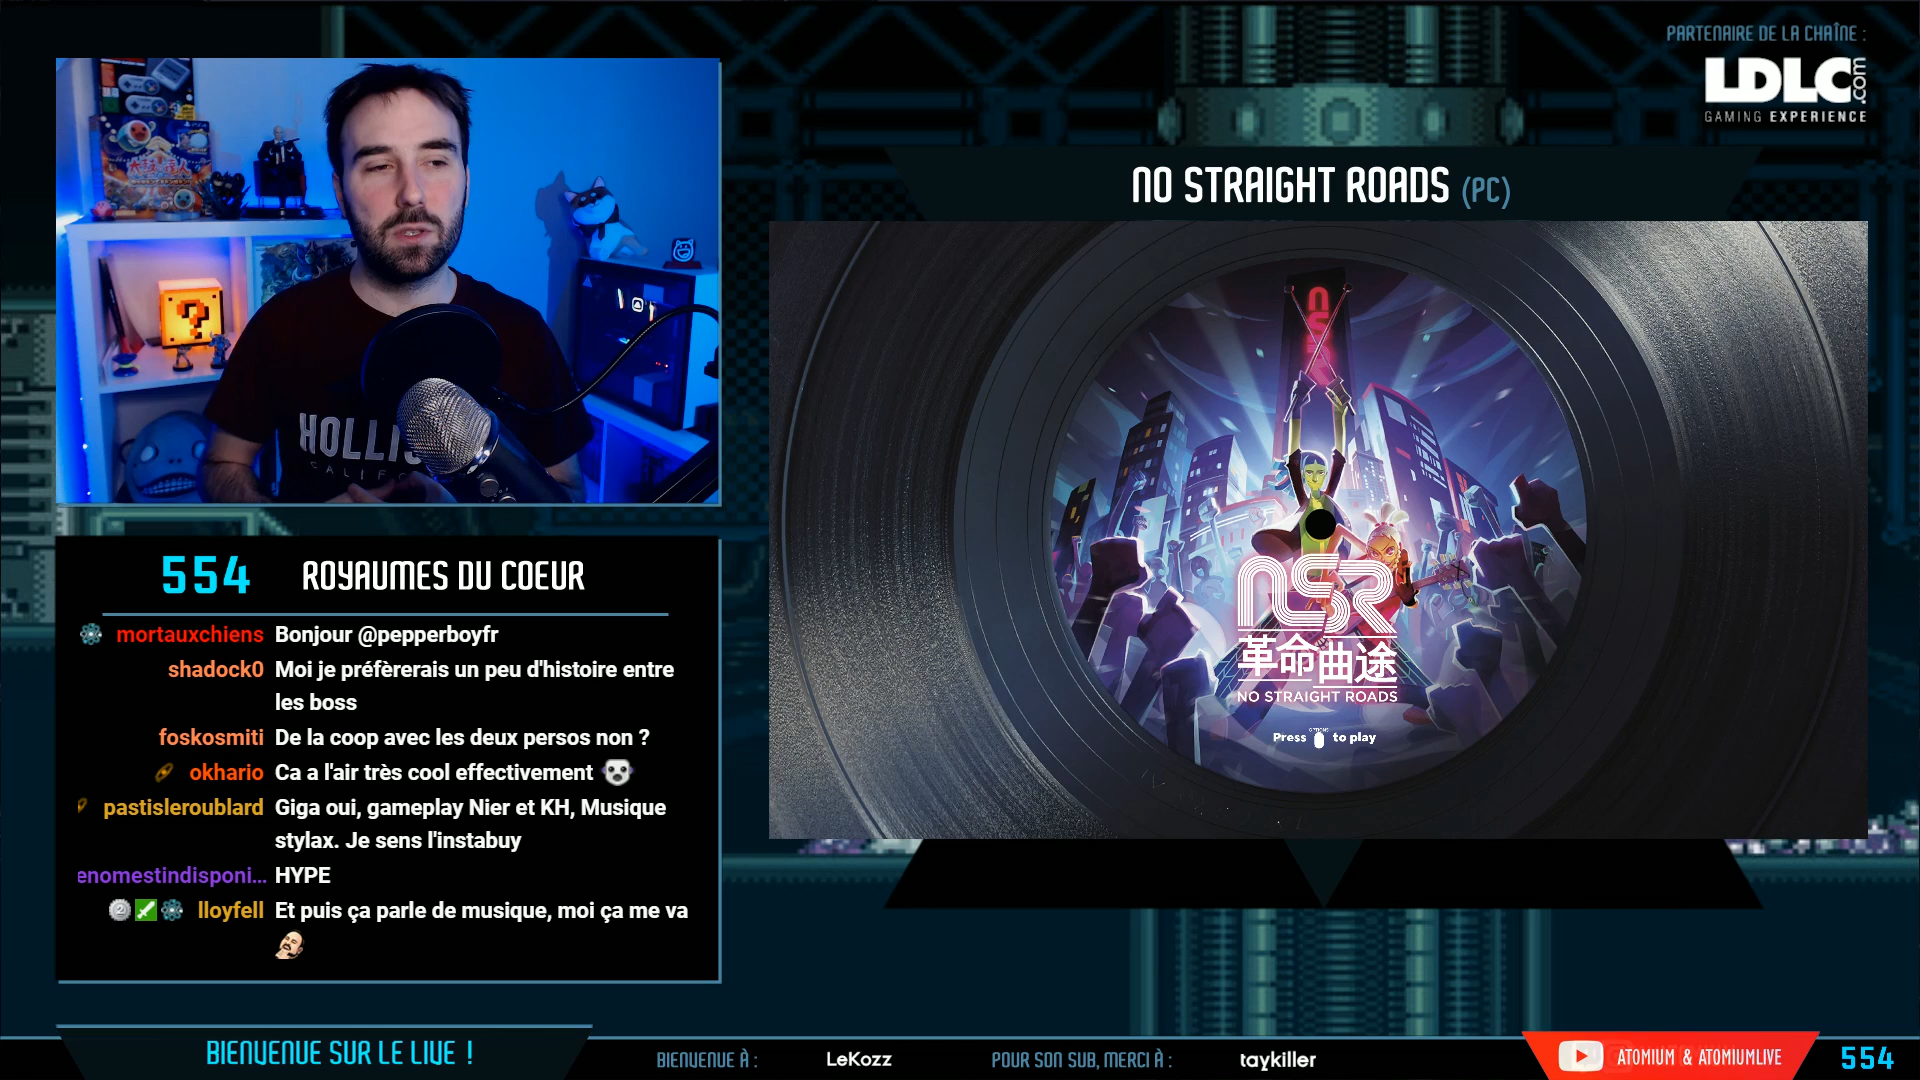 PARTENAIRE DE LA CHAÎNE :
LDLC.com
GAMING EXPERIENCE
NO STRAIGHT ROADS (PC)
HOLLIS
CALIFO
554 ROYAUMES DU COEUR
mortauxchiens Bonjour @pepperboyfr
shadock0 Moi je préfèrerais un peu d'histoire entre
les boss
foskosmiti De la coop avec les deux persos non ?
okhario Ca a l'air très cool effectivement
pastisleroublard Giga oui, gameplay Nier et KH, Musique
stylax. Je sens l'instabuy
enomestindisponi... HYPE
lloyfell Et puis ça parle de musique, moi ça me va
NSR
革命曲途
NO STRAIGHT ROADS
OPTIONS
Press to play
BIENVENUE SUR LE LIVE !
BIENVENUE À : LeKozz
POUR SON SUB, MERCI À : taykiller
ATOMIUM & ATOMIUMLIVE
554